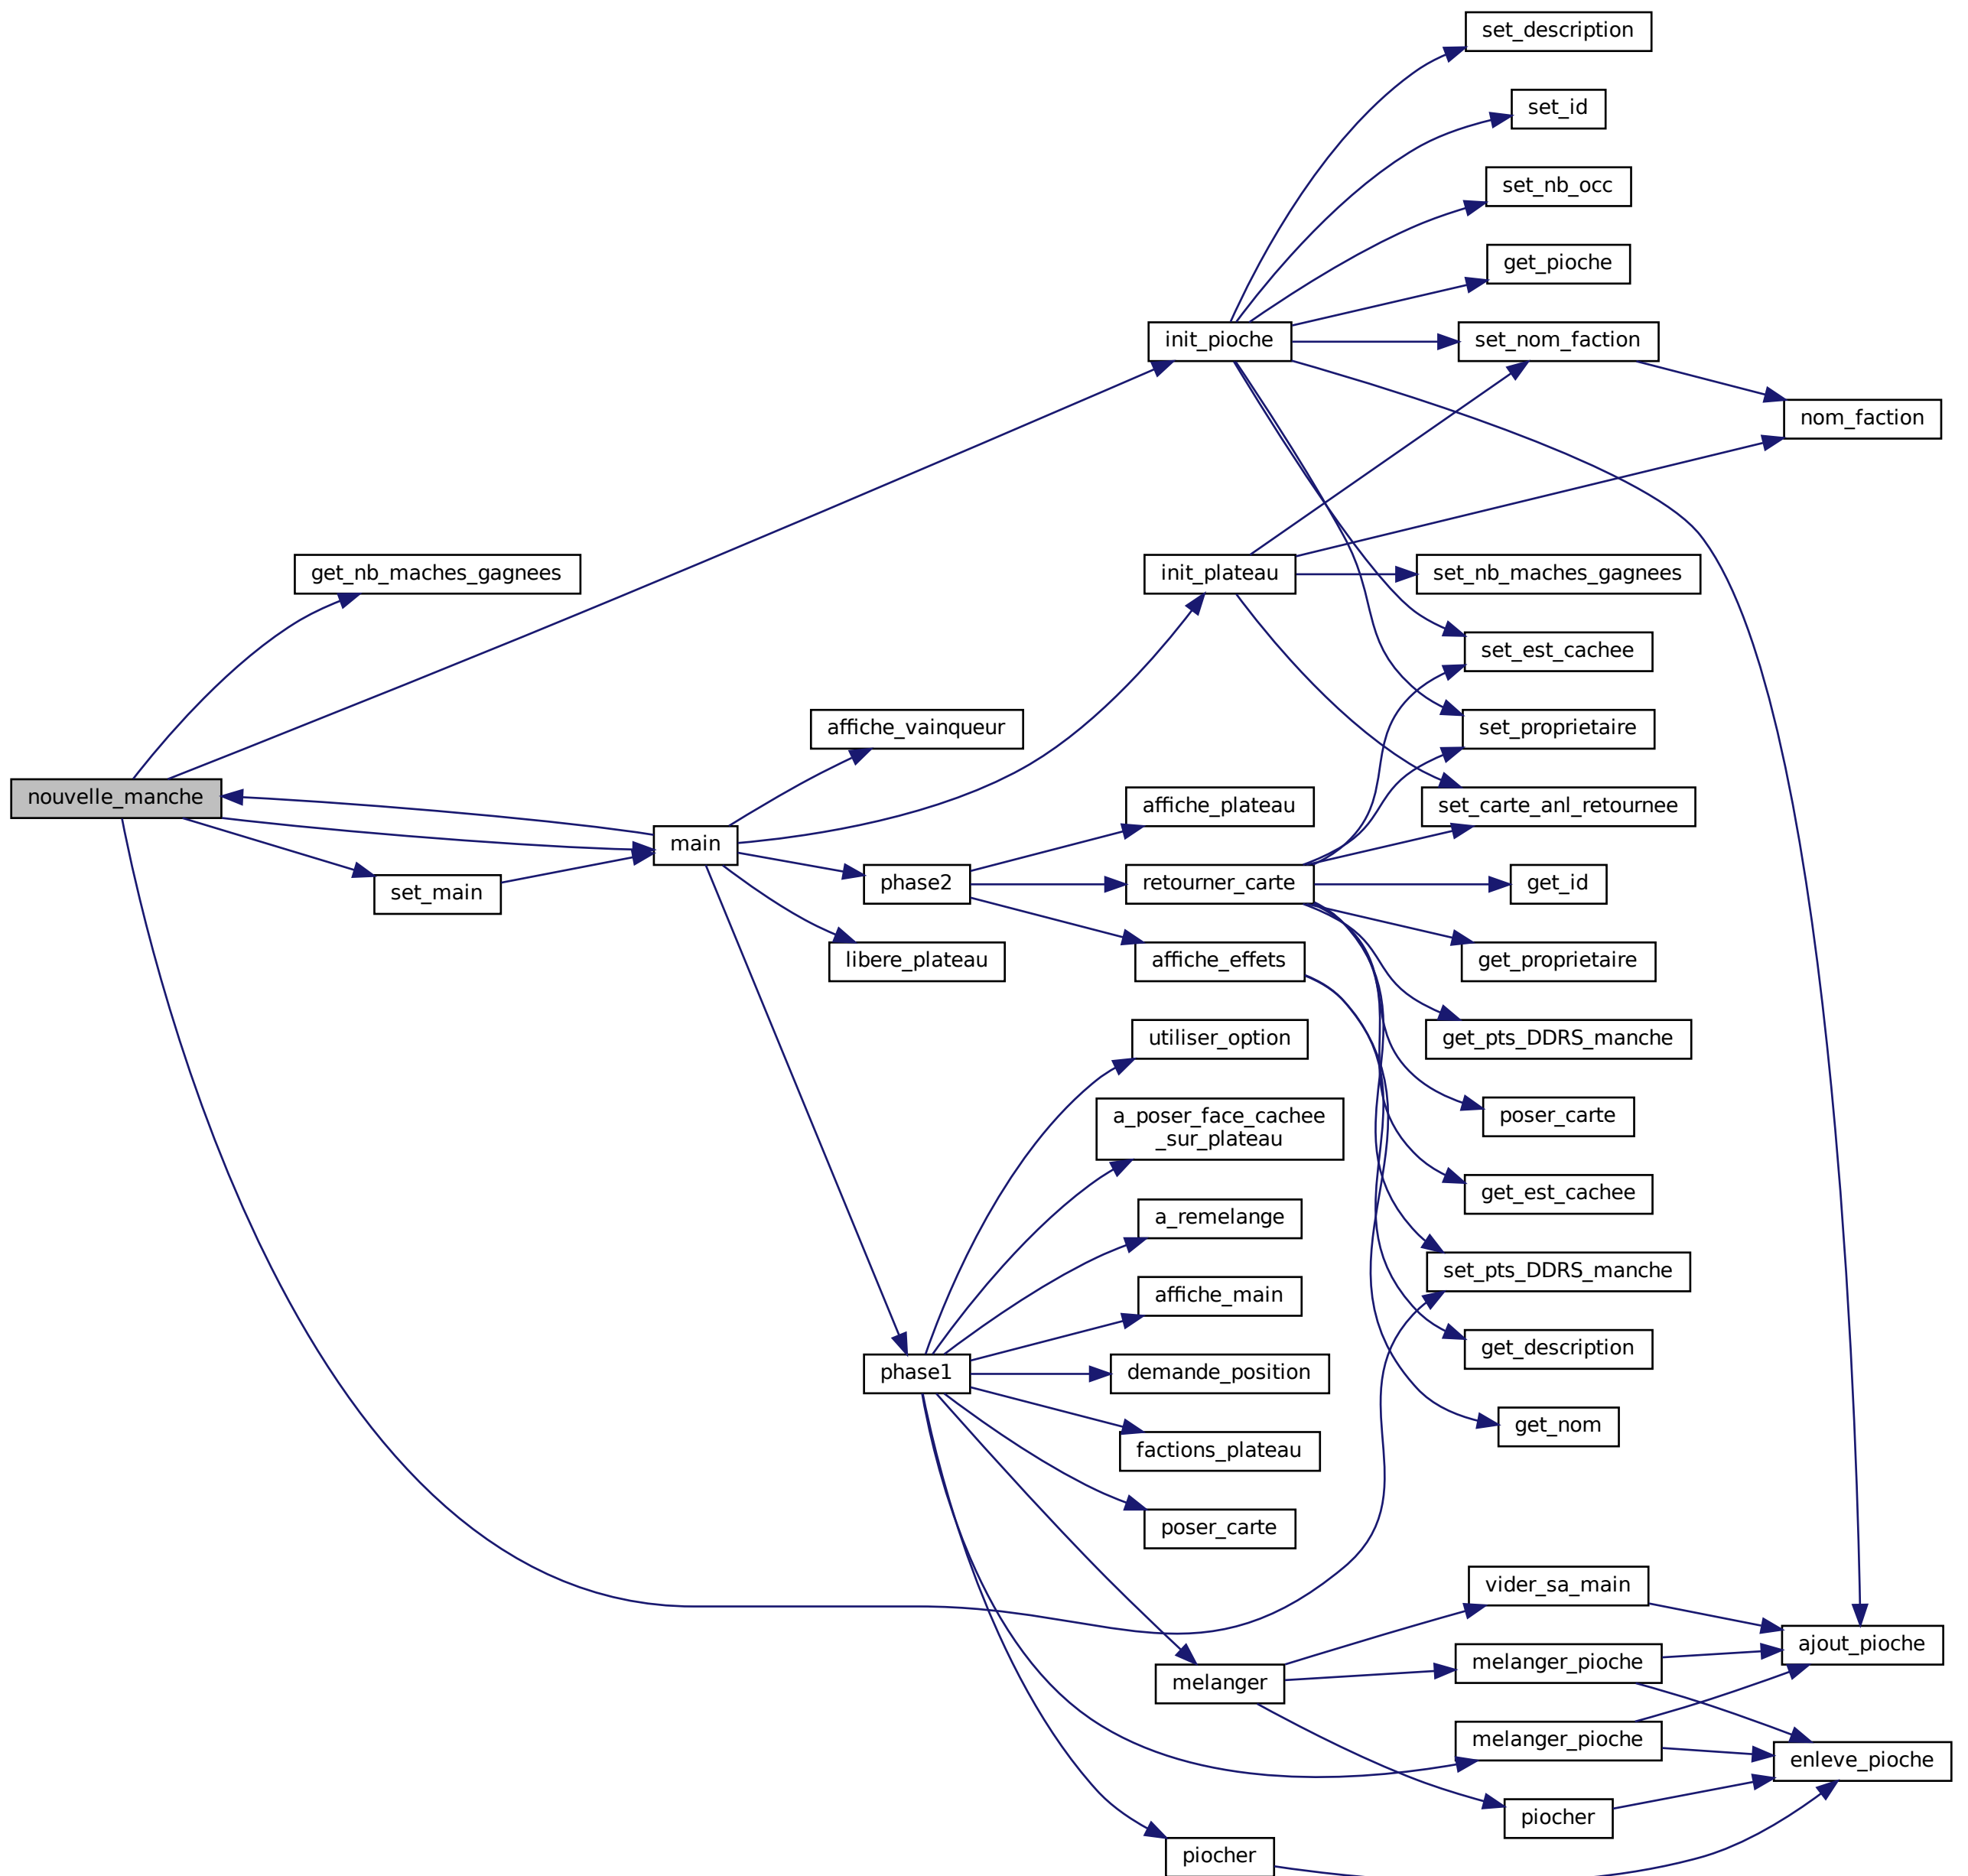 set_description
set_id
set_nb_occ
get_pioche
init_pioche
set_nom_faction
nom_faction
get_nb_maches_gagnees
init_plateau
set_nb_maches_gagnees
set_est_cachee
affiche_vainqueur
set_proprietaire
nouvelle_manche
affiche_plateau
set_carte_anl_retournee
main
set_main
phase2
retourner_carte
get_id
libere_plateau
affiche_effets
get_proprietaire
utiliser_option
get_pts_DDRS_manche
a_poser_face_cachee
_sur_plateau
poser_carte
a_remelange
get_est_cachee
affiche_main
set_pts_DDRS_manche
phase1
demande_position
get_description
factions_plateau
get_nom
poser_carte
vider_sa_main
melanger
melanger_pioche
ajout_pioche
melanger_pioche
enleve_pioche
piocher
piocher